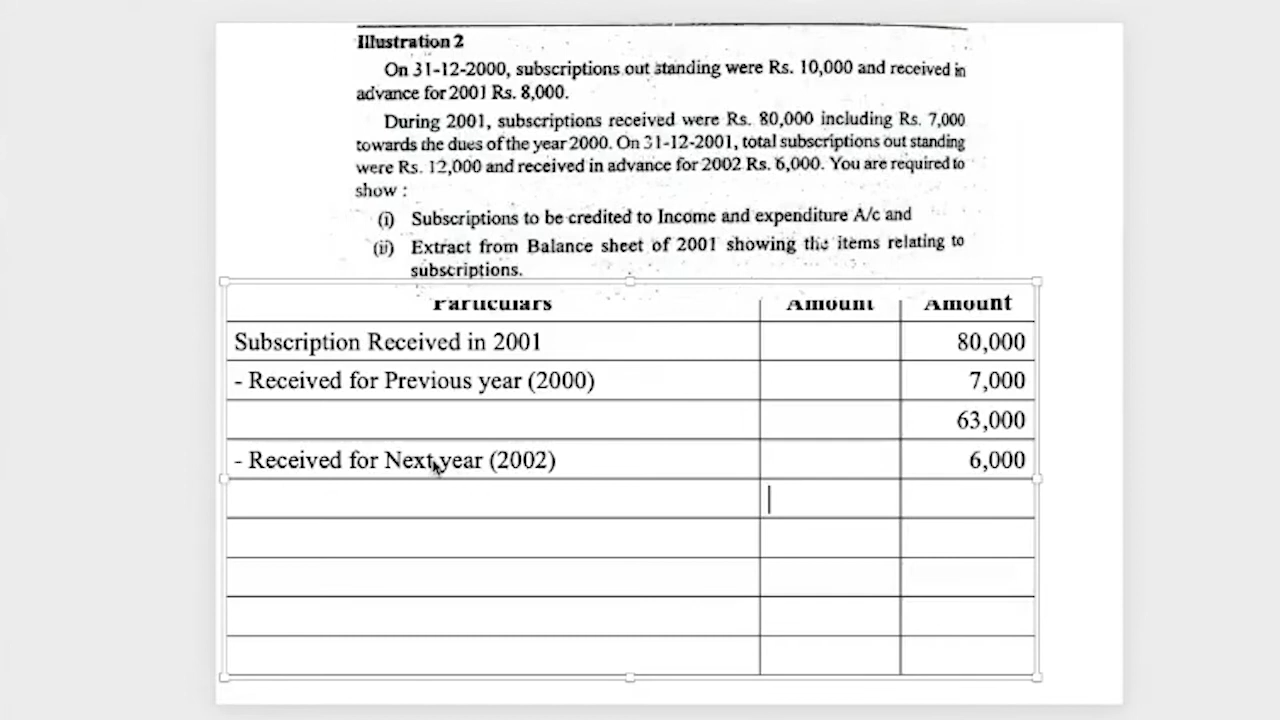 Illustration 2
On 31-12-2000, subscriptions out standing were Rs. 10,000 and received in
advance for 2001 Rs. 8,000.
During 2001, subscriptions received were Rs. 80,000 including Rs. 7,000
towards the dues of the year 2000. On 31-12-2001, total subscriptions out standing
were Rs. 12,000 and received in advance for 2002 Rs. 6,000. You are required to
show :
(i) Subscriptions to be credited to Income and expenditure A/c and
(ii) Extract from Balance sheet of 2001 showing the items relating to
subscriptions.
Particulars Amount Amount
Subscription Received in 2001 80,000
- Received for Previous year (2000) 7,000
63,000
- Received for Next year (2002) 6,000